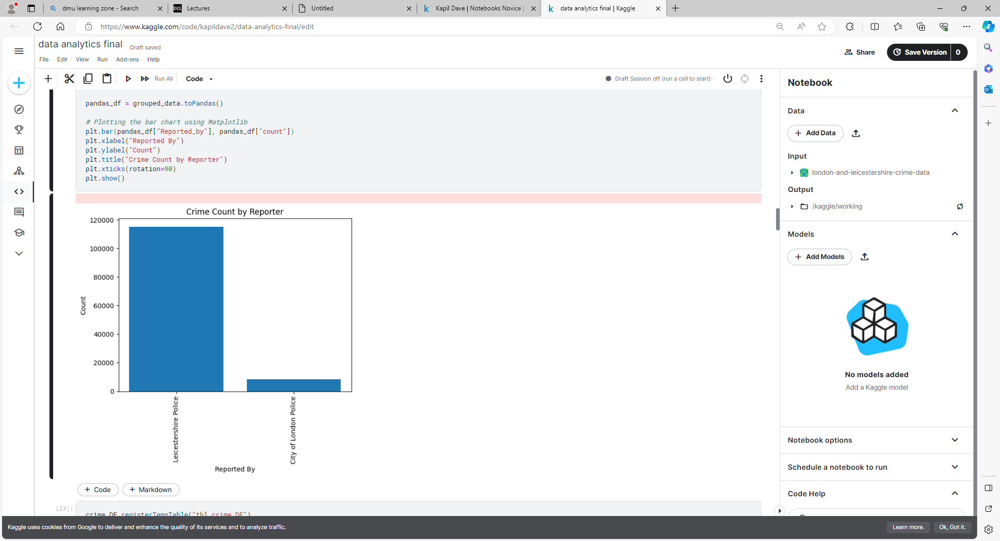 dmu learning zone - Search
D2L Lectures
Untitled
Kapil Dave | Notebooks Novice |
data analytics final | Kaggle
https://www.kaggle.com/code/kapildave2/data-analytics-final/edit
data analytics final Draft saved
File Edit View Run Add-ons Help
Share
Save Version 0
Run All Code
Draft Session off (run a cell to start)
pandas_df = grouped_data.toPandas()
# Plotting the bar chart using Matplotlib
plt.bar(pandas_df["Reported_by"], pandas_df["count"])
plt.xlabel("Reported By")
plt.ylabel("Count")
plt.title("Crime Count by Reporter")
plt.xticks(rotation=90)
plt.show()
Crime Count by Reporter
120000
100000
80000
60000
40000
20000
0
Count
Leicestershire Police
City of London Police
Reported By
+ Code + Markdown
[23]:
crime_DF.registerTempTable("tbl_crime_DF")
Notebook
Data
+ Add Data
Input
london-and-leicestershire-crime-data
Output
/kaggle/working
Models
+ Add Models
No models added
Add a Kaggle model
Notebook options
Schedule a notebook to run
Code Help
Kaggle uses cookies from Google to deliver and enhance the quality of its services and to analyze traffic.
Learn more. Ok, Got it.